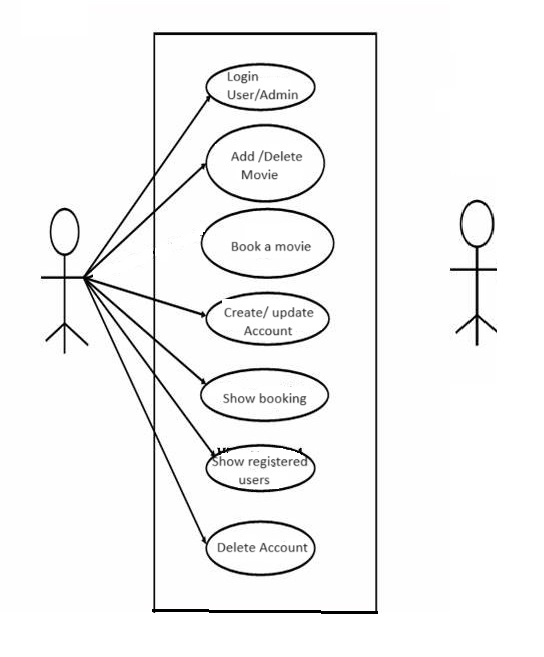 Login
User/Admin
Add /Delete
Movie
Book a movie
Create/ update
Account
Show booking
Show registered
users
Delete Account